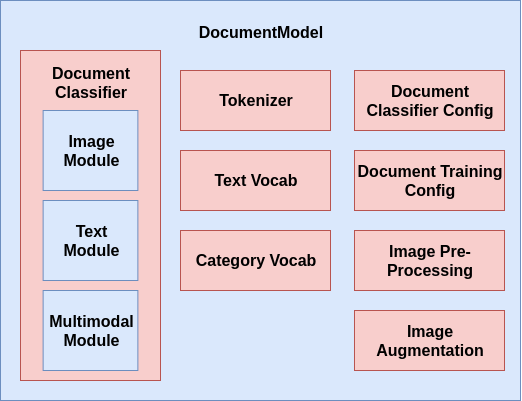 DocumentModel
Document
Classifier
Image
Module
Text
Module
Multimodal
Module
Tokenizer
Text Vocab
Category Vocab
Document
Classifier Config
Document Training
Config
Image Pre-
Processing
Image
Augmentation